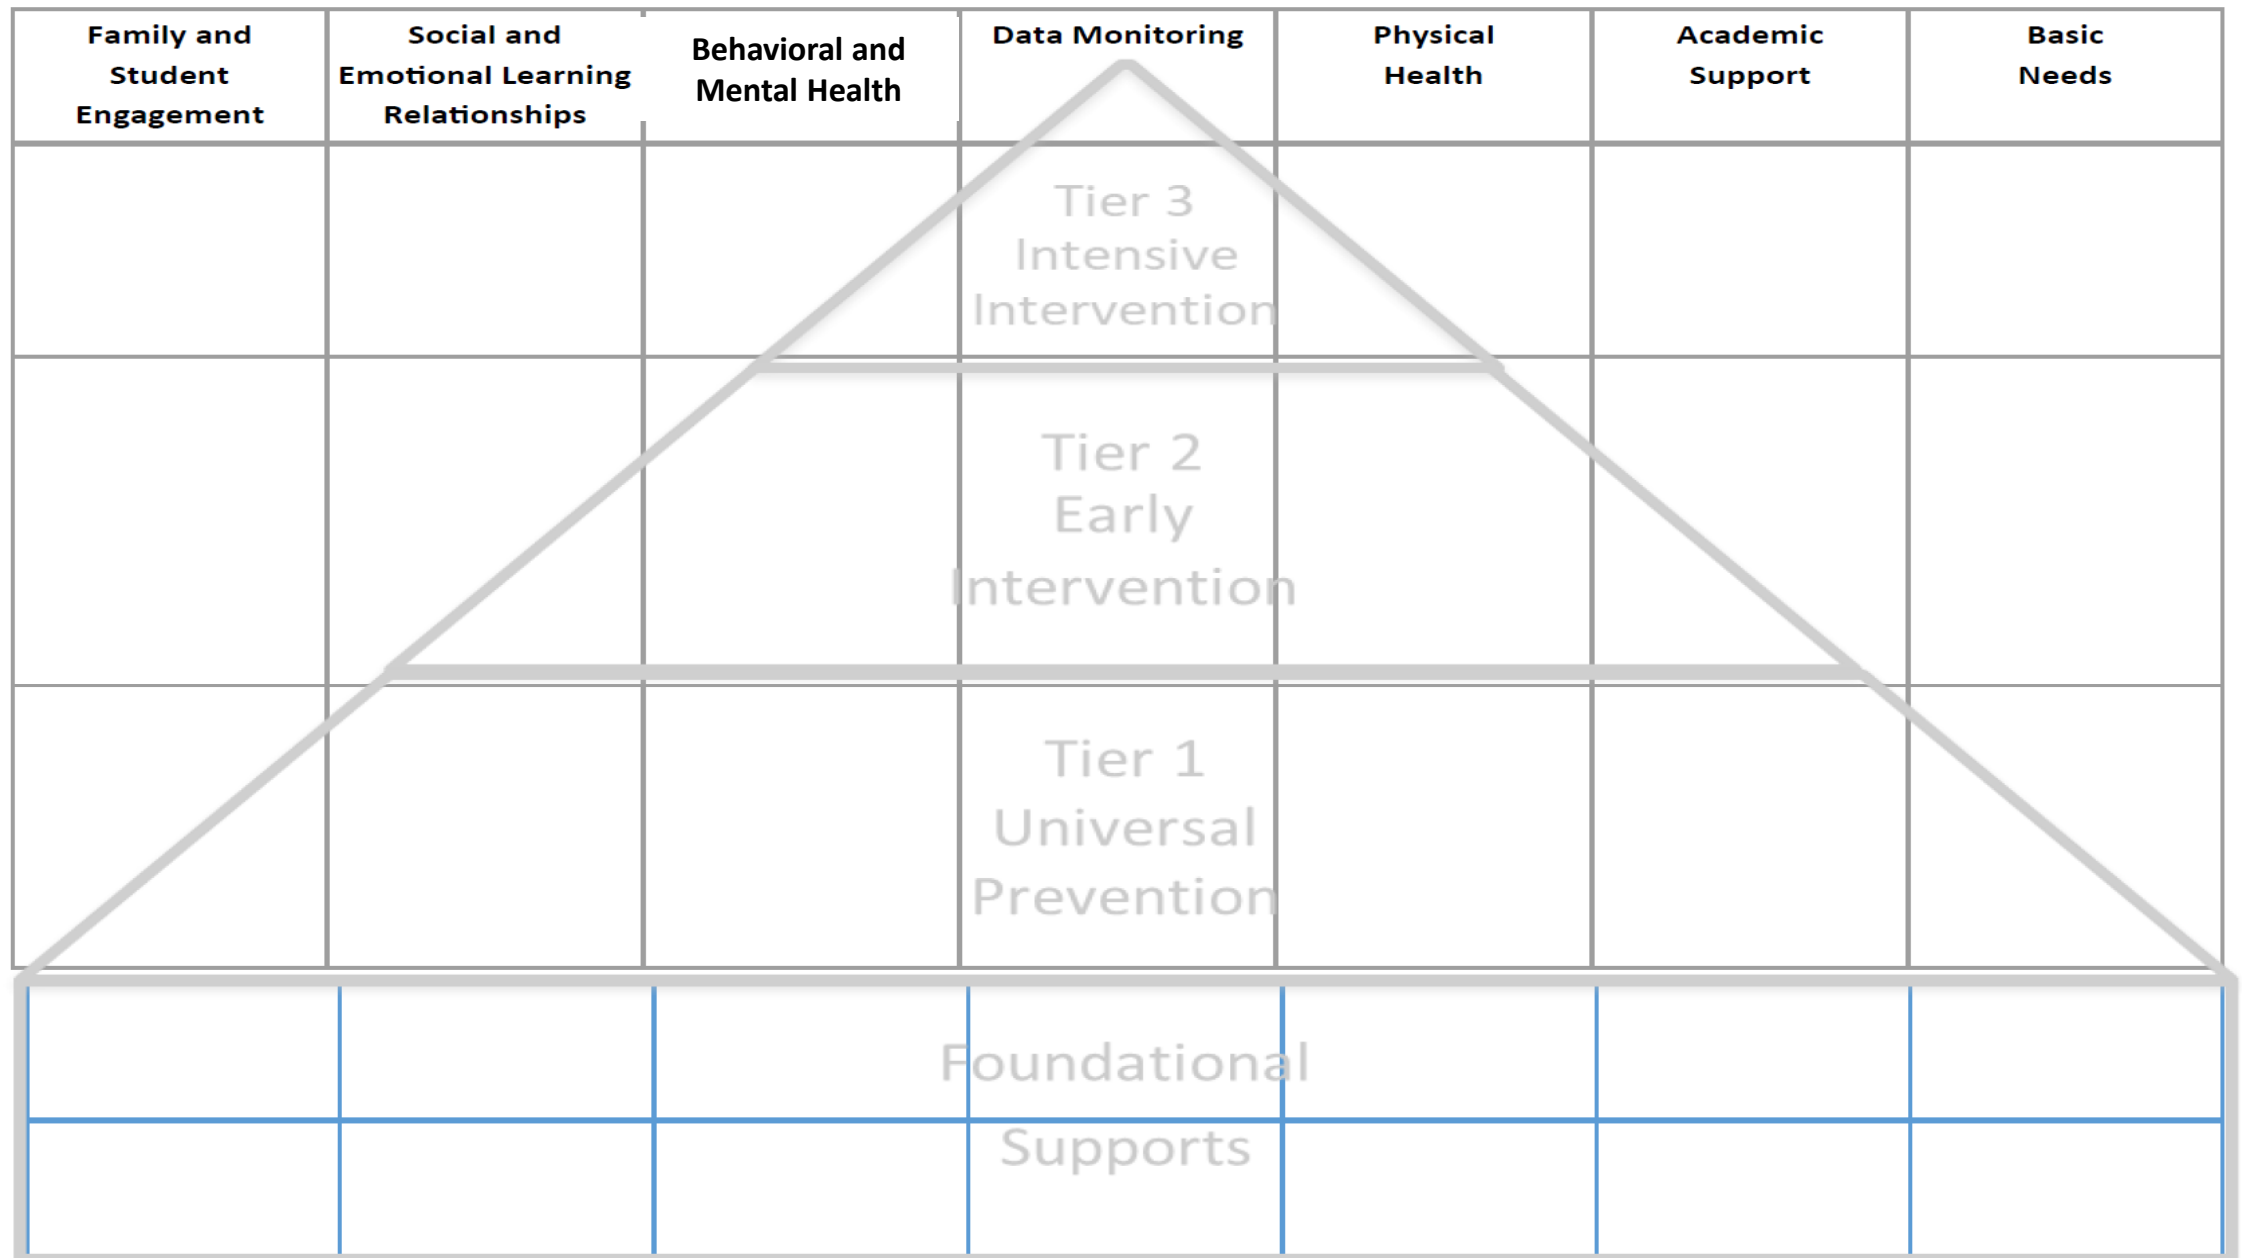 Family and
Student
Engagement
Social and
Emotional Learning
Relationships
Behavioral and
Mental Health
Data Monitoring
Physical
Health
Academic
Support
Basic
Needs
Tier 3
Intensive
Intervention
Tier 2
Early
Intervention
Tier 1
Universal
Prevention
Foundational
Supports